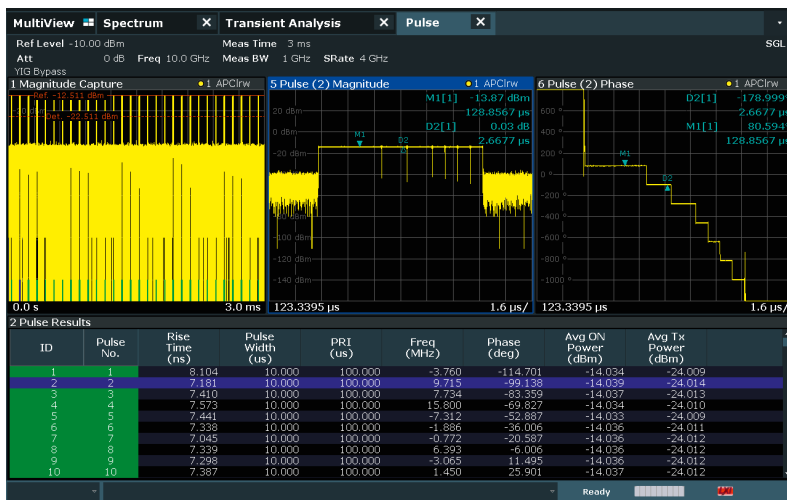 MultiView Spectrum X Transient Analysis X Pulse X
Ref Level -10.00 dBm Meas Time 3 ms SGL
Att 0 dB Freq 10.0 GHz Meas BW 1 GHz SRate 4 GHz
YIG Bypass
1 Magnitude Capture 1 APClrw
Ref. -12.511 dBm
Det. -22.511 dBm
0.0 s 3.0 ms
5 Pulse (2) Magnitude 1 APClrw
M1[1] -13.87 dBm
128.8567 µs
D2[1] 0.03 dB
2.6677 µs
20 dBm
0 dBm
-20 dBm
M1
D2
-100 dBm
-120 dBm
-140 dBm
123.3395 µs 1.6 µs/
6 Pulse (2) Phase 1 APClrw
D2[1] -178.999°
2.6677 µs
M1[1] 80.594°
128.8567 µs
600 °
400 °
200 °
M1
0 °
D2
-200 °
-400 °
-600 °
-800 °
-1000 °
123.3395 µs 1.6 µs/
2 Pulse Results
ID Pulse No. Rise Time (ns) Pulse Width (us) PRI (us) Freq (MHz) Phase (deg) Avg ON Power (dBm) Avg Tx Power (dBm)
1 1 8.104 10.000 100.000 -3.760 -114.701 -14.034 -24.009
2 2 7.181 10.000 100.000 9.715 -99.138 -14.039 -24.014
3 3 7.410 10.000 100.000 7.734 -83.359 -14.037 -24.013
4 4 7.573 10.000 100.000 15.800 -69.827 -14.034 -24.010
5 5 7.441 10.000 100.000 -7.312 -52.887 -14.033 -24.009
6 6 7.338 10.000 100.000 -1.886 -36.006 -14.036 -24.011
7 7 7.045 10.000 100.000 -0.772 -20.587 -14.036 -24.012
8 8 7.339 10.000 100.000 6.393 -6.006 -14.036 -24.012
9 9 7.298 10.000 100.000 -3.065 11.495 -14.036 -24.012
10 10 7.387 10.000 100.000 1.450 25.901 -14.037 -24.012
Ready